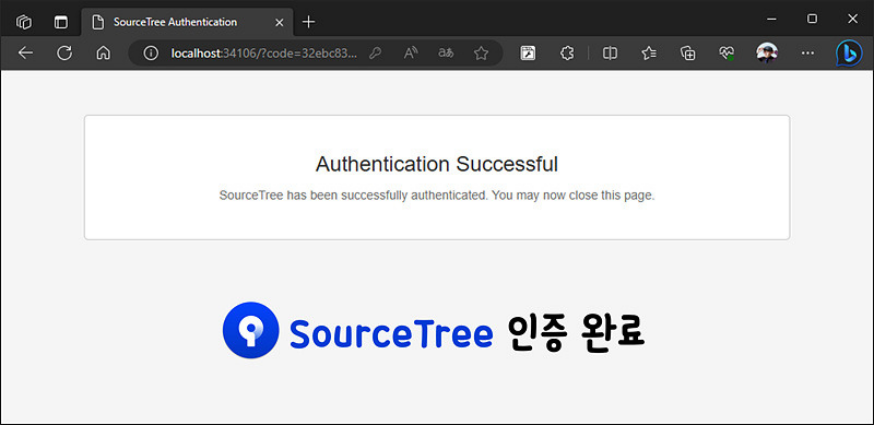 SourceTree Authentication
localhost:34106/?code=32ebc83...
Authentication Successful
SourceTree has been successfully authenticated. You may now close this page.
SourceTree 인증 완료